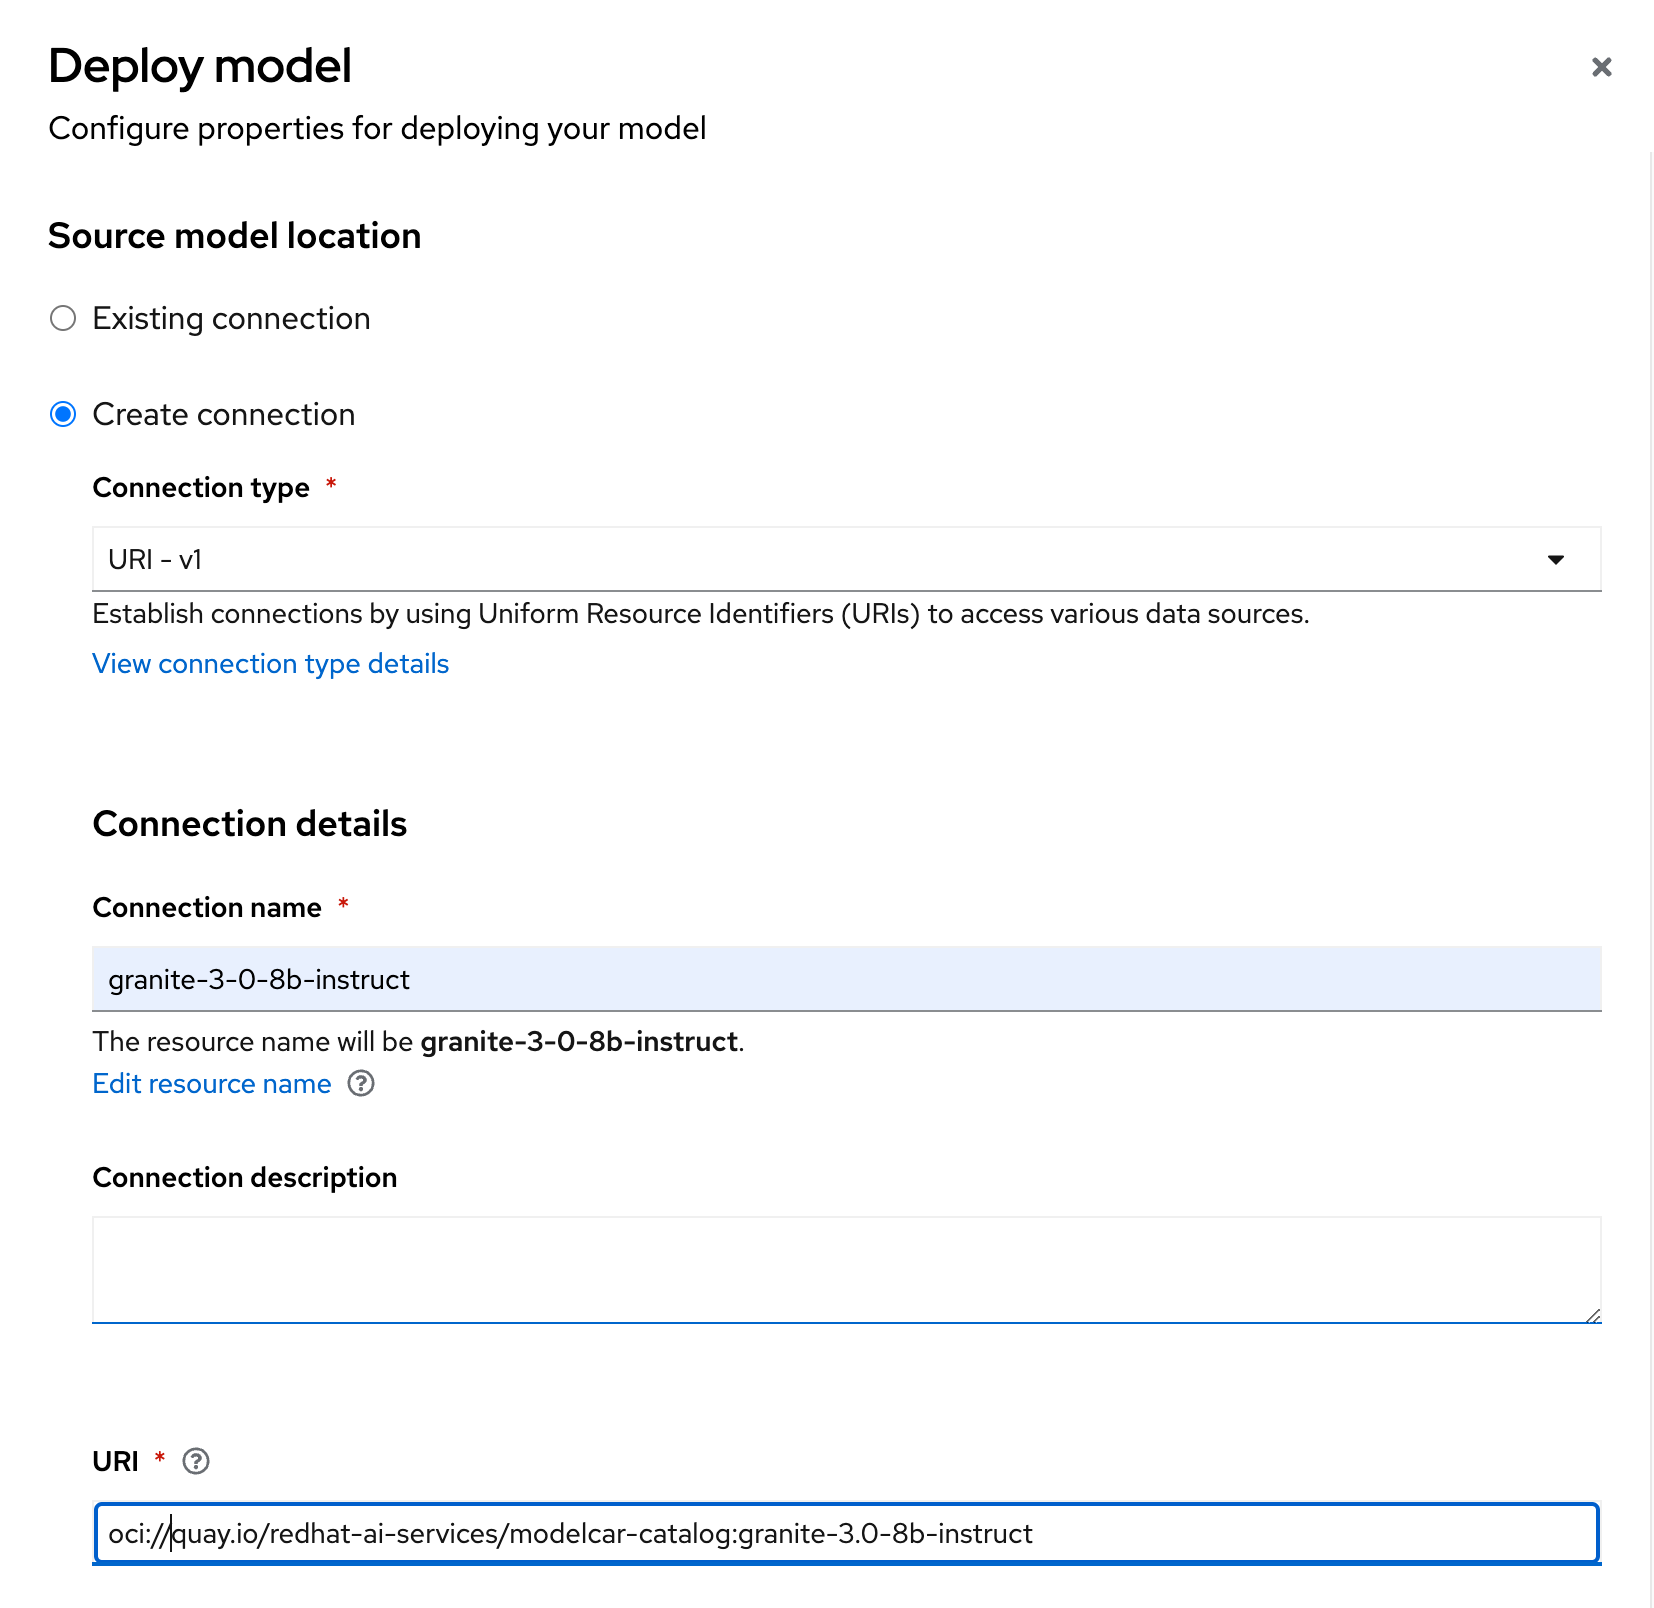 Deploy model
Configure properties for deploying your model
Source model location
Existing connection
Create connection
Connection type *
URI - v1
Establish connections by using Uniform Resource Identifiers (URIs) to access various data sources.
View connection type details
Connection details
Connection name *
granite-3-0-8b-instruct
The resource name will be granite-3-0-8b-instruct.
Edit resource name
Connection description
URI *
oci://quay.io/redhat-ai-services/modelcar-catalog:granite-3.0-8b-instruct